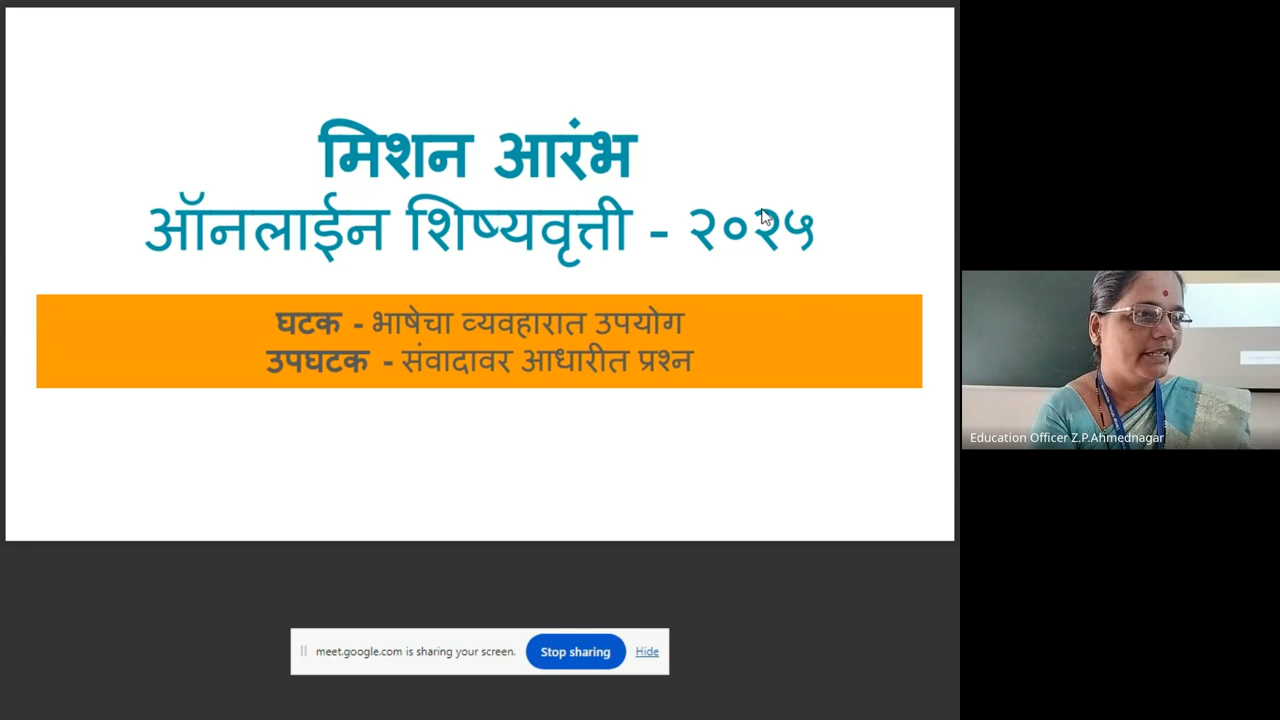 मिशन आरंभ
ऑनलाईन शिष्यवृत्ती - २०२५
घटक - भाषेचा व्यवहारात उपयोग
उपघटक - संवादावर आधारीत प्रश्न
Education Officer Z.P.Ahmednagar
meet.google.com is sharing your screen. Stop sharing Hide